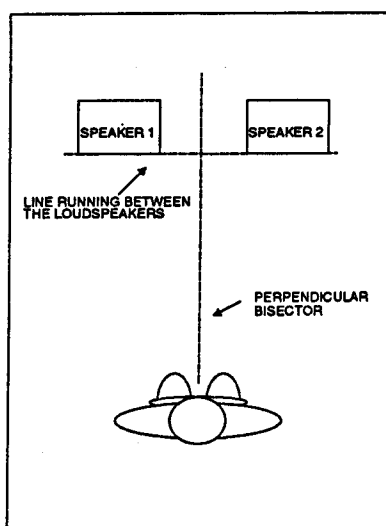 SPEAKER 1
SPEAKER 2
LINE RUNNING BETWEEN
THE LOUDSPEAKERS
PERPENDICULAR
BISECTOR